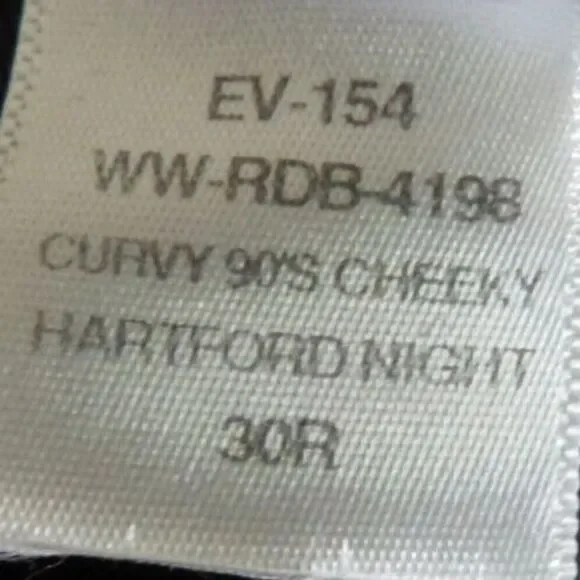 EV-154
WW-RDB-4198
CURVY 90'S CHEEKY
HARTFORD NIGHT
30R